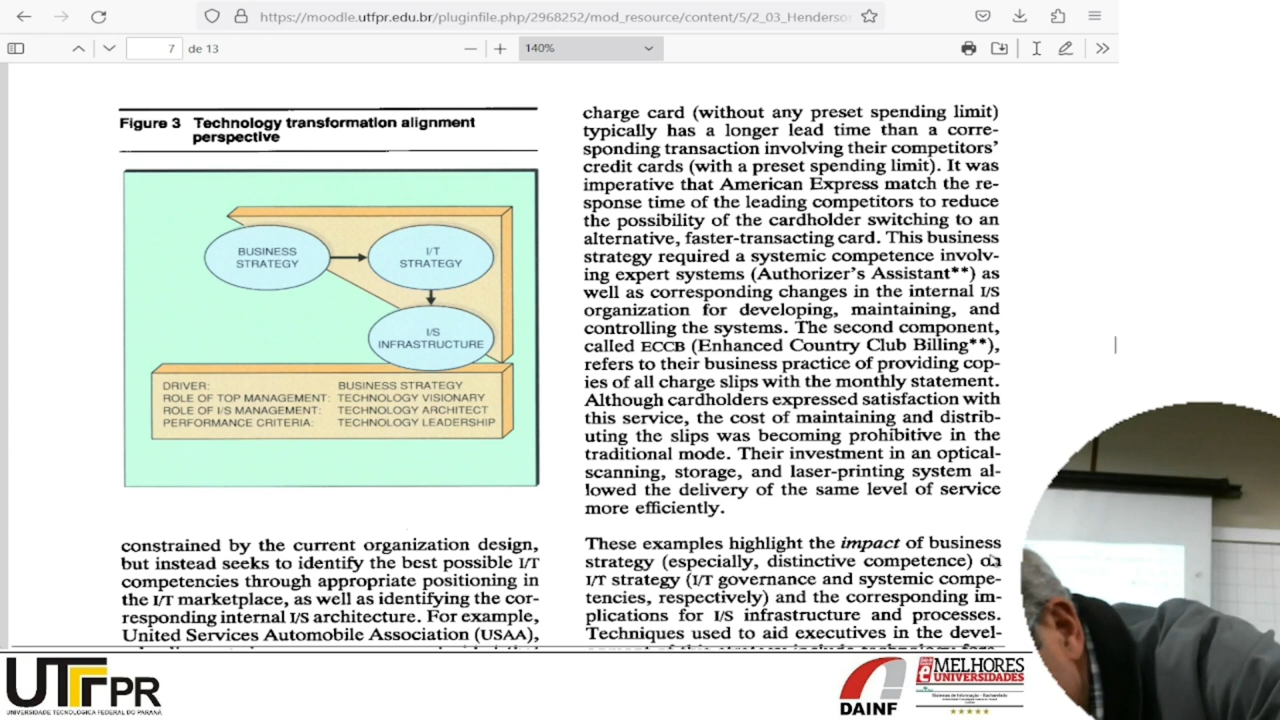 https://moodle.utfpr.edu.br/pluginfile.php/2968252/mod_resource/content/5/2_03_Henderso
7 de 13
140%
Figure 3 Technology transformation alignment
perspective
BUSINESS
STRATEGY
I/T
STRATEGY
I/S
INFRASTRUCTURE
DRIVER: BUSINESS STRATEGY
ROLE OF TOP MANAGEMENT: TECHNOLOGY VISIONARY
ROLE OF I/S MANAGEMENT: TECHNOLOGY ARCHITECT
PERFORMANCE CRITERIA: TECHNOLOGY LEADERSHIP
constrained by the current organization design,
but instead seeks to identify the best possible I/T
competencies through appropriate positioning in
the I/T marketplace, as well as identifying the cor-
responding internal I/S architecture. For example,
United Services Automobile Association (USAA),
charge card (without any preset spending limit)
typically has a longer lead time than a corre-
sponding transaction involving their competitors'
credit cards (with a preset spending limit). It was
imperative that American Express match the re-
sponse time of the leading competitors to reduce
the possibility of the cardholder switching to an
alternative, faster-transacting card. This business
strategy required a systemic competence involv-
ing expert systems (Authorizer's Assistant**) as
well as corresponding changes in the internal I/S
organization for developing, maintaining, and
controlling the systems. The second component,
called ECCB (Enhanced Country Club Billing**),
refers to their business practice of providing cop-
ies of all charge slips with the monthly statement.
Although cardholders expressed satisfaction with
this service, the cost of maintaining and distrib-
uting the slips was becoming prohibitive in the
traditional mode. Their investment in an optical-
scanning, storage, and laser-printing system al-
lowed the delivery of the same level of service
more efficiently.
These examples highlight the impact of business
strategy (especially, distinctive competence) on
I/T strategy (I/T governance and systemic compe-
tencies, respectively) and the corresponding im-
plications for I/S infrastructure and processes.
Techniques used to aid executives in the devel-
UTFPR
UNIVERSIDADE TECNOLÓGICA FEDERAL DO PARANÁ
DAINF
MELHORES
UNIVERSIDADES